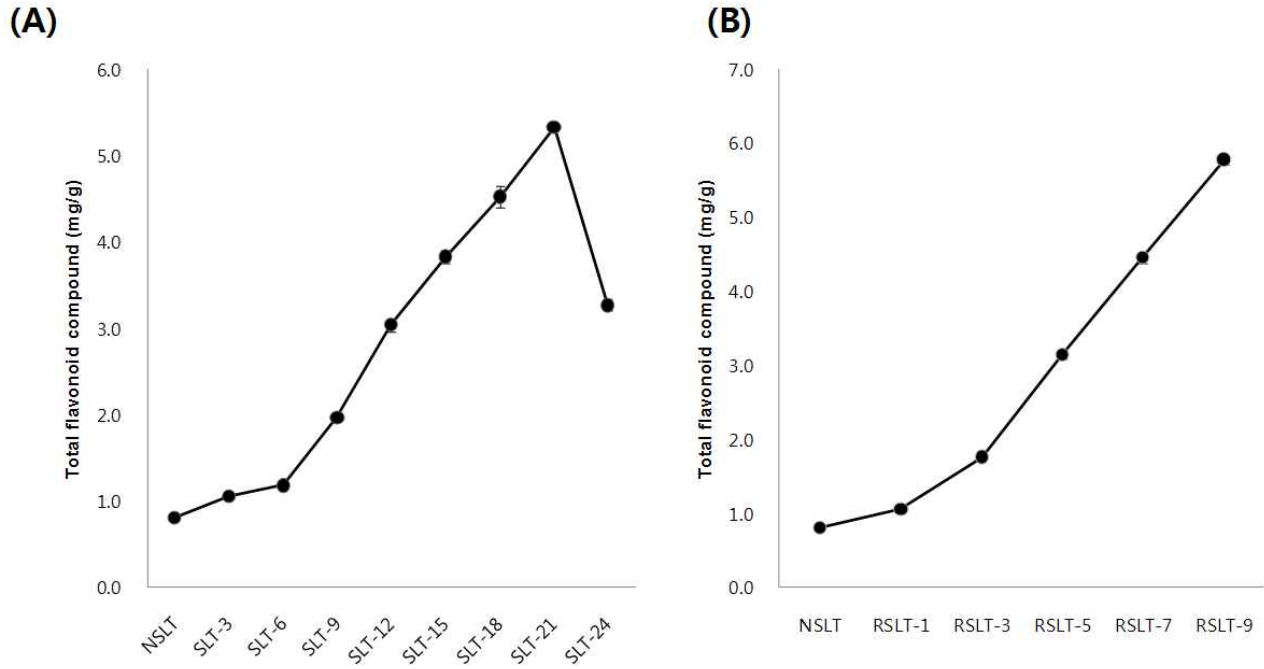 (A)
Total flavonoid compound (mg/g)
6.0
5.0
4.0
3.0
2.0
1.0
0.0
NSLT
SLT-3
SLT-6
SLT-9
SLT-12
SLT-15
SLT-18
SLT-21
SLT-24
(B)
Total flavonoid compound (mg/g)
7.0
6.0
5.0
4.0
3.0
2.0
1.0
0.0
NSLT
RSLT-1
RSLT-3
RSLT-5
RSLT-7
RSLT-9